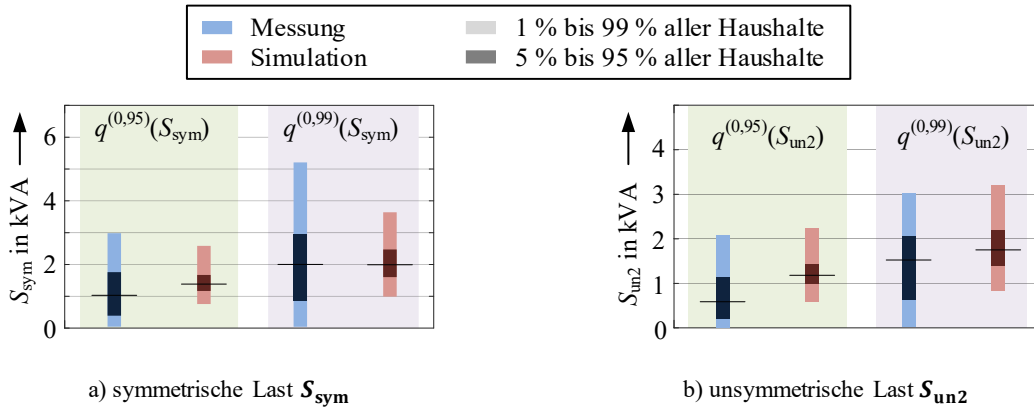 Messung 1 % bis 99 % aller Haushalte
Simulation 5 % bis 95 % aller Haushalte
S_sym in kVA
6
4
2
0
q^(0,95)(S_sym) q^(0,99)(S_sym)
a) symmetrische Last S_sym
S_un2 in kVA
4
3
2
1
0
q^(0,95)(S_un2) q^(0,99)(S_un2)
b) unsymmetrische Last S_un2